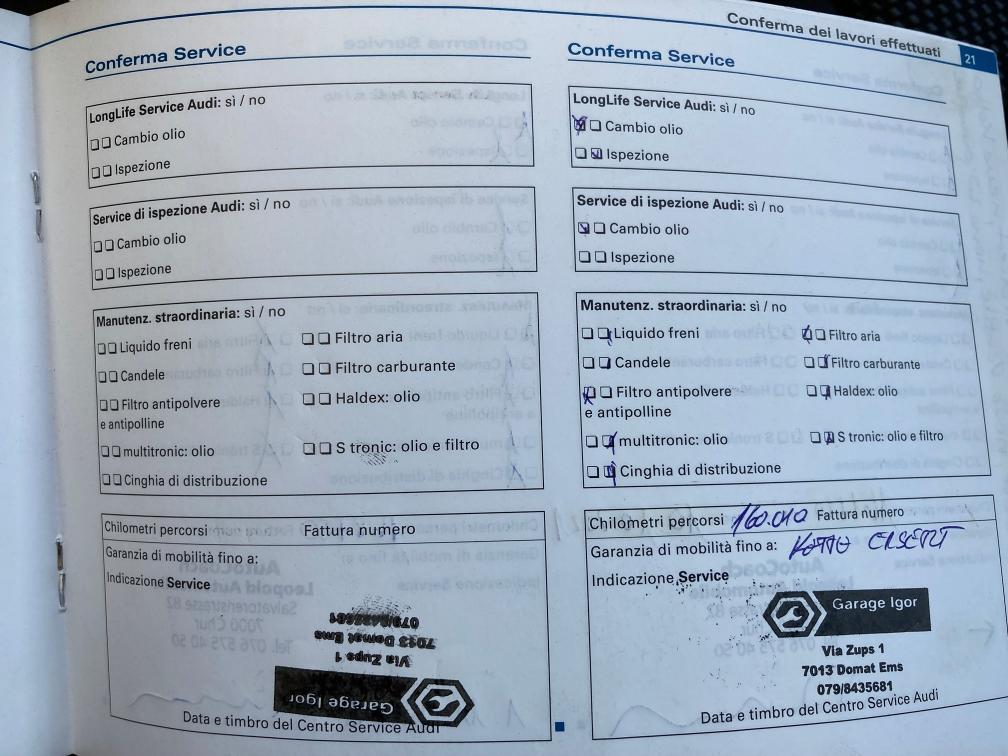 Conferma dei lavori effettuati 21
Conferma Service
LongLife Service Audi: sì / no
❏ ❏ Cambio olio
❏ ❏ Ispezione
Service di ispezione Audi: sì / no
❏ ❏ Cambio olio
❏ ❏ Ispezione
Manutenz. straordinaria: sì / no
❏ ❏ Liquido freni ❏ ❏ Filtro aria
❏ ❏ Candele ❏ ❏ Filtro carburante
❏ ❏ Filtro antipolvere ❏ ❏ Haldex: olio
e antipolline
❏ ❏ multitronic: olio ❏ ❏ S tronic: olio e filtro
❏ ❏ Cinghia di distribuzione
Chilometri percorsi Fattura numero
Garanzia di mobilità fino a:
Indicazione Service
079/8435681
7013 Domat Ems
Via Zups 1
Garage Igor
Data e timbro del Centro Service Audi
Conferma Service
LongLife Service Audi: sì / no
☒ ❏ Cambio olio
❏ ☒ Ispezione
Service di ispezione Audi: sì / no
☒ ❏ Cambio olio
❏ ❏ Ispezione
Manutenz. straordinaria: sì / no
❏ ☒ Liquido freni ☒ ❏ Filtro aria
❏ ☒ Candele ❏ ☒ Filtro carburante
☒ ❏ Filtro antipolvere ❏ ☒ Haldex: olio
e antipolline
❏ ☒ multitronic: olio ❏ ☒ S tronic: olio e filtro
❏ ☒ Cinghia di distribuzione
Chilometri percorsi 160.010 Fattura numero
Garanzia di mobilità fino a:
Indicazione Service
Garage Igor
Via Zups 1
7013 Domat Ems
079/8435681
Data e timbro del Centro Service Audi